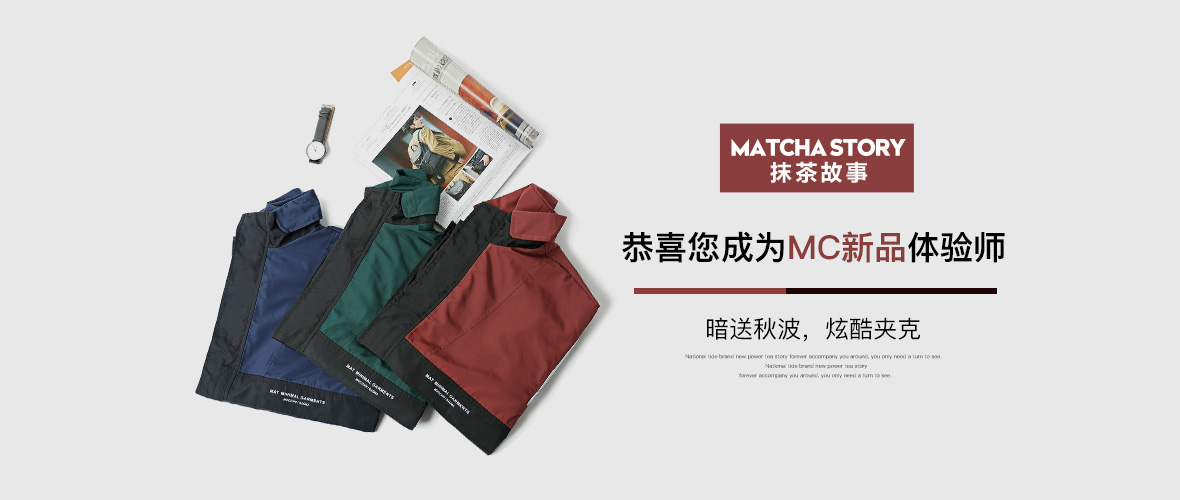 MATCHA STORY
抹茶故事
恭喜您成为MC新品体验师
暗送秋波，炫酷夹克
National tide brand new power tea story forever accompany you around, you only need a turn to see.
National tide brand new power tea story
forever accompany you around, you only need a turn to see.
MAT MINIMAL GARMENTS
MAT MINIMAL GARMENTS
MAT MINIMAL GARMENTS